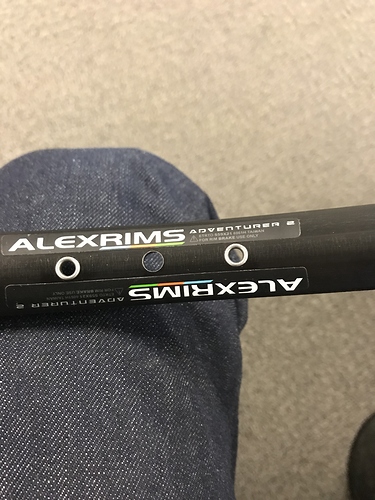 ALEXRIMS ADVENTURER 2
FOR RIM BRAKE USE ONLY
ALEXRIMS ADVENTURER 2